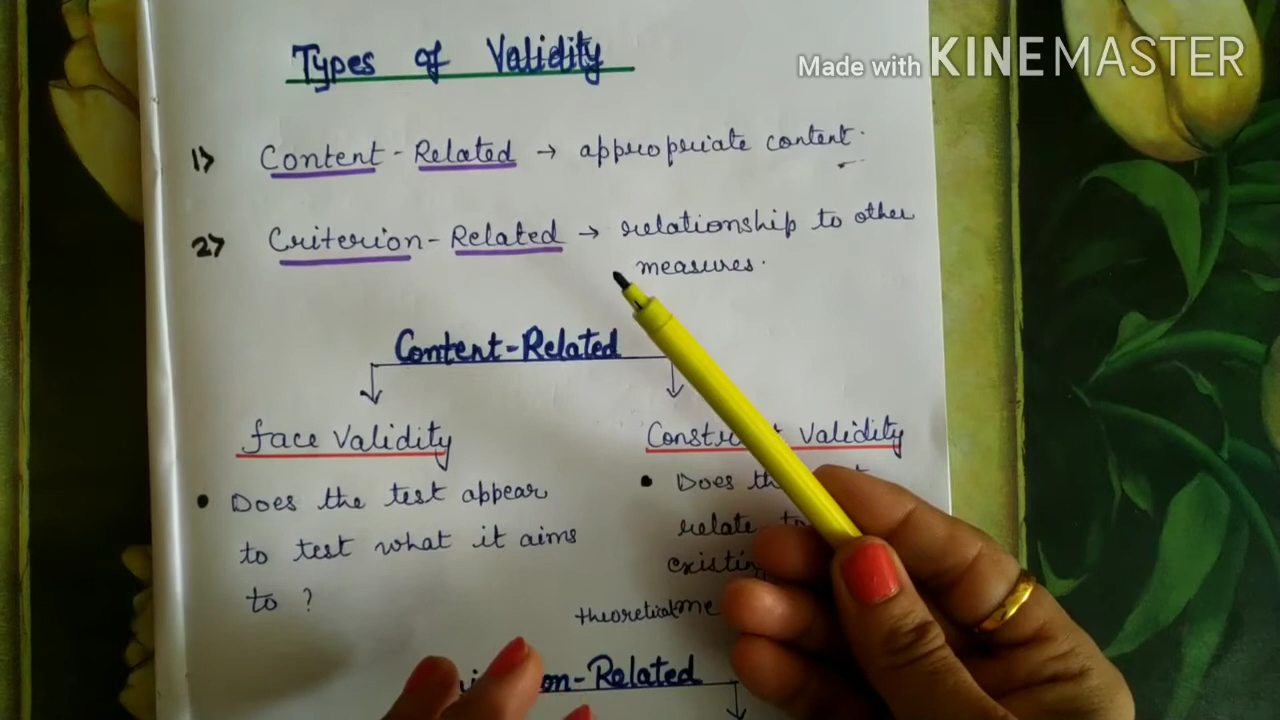 Types of Validity
Made with KINEMASTER
1) Content-Related → appropriate content.
2) Criterion-Related → relationship to other
measures.
Content-Related
face Validity
Validity
• Does the test appear
to test what it aims
to ?
• Does
relate
theoretical
-Related